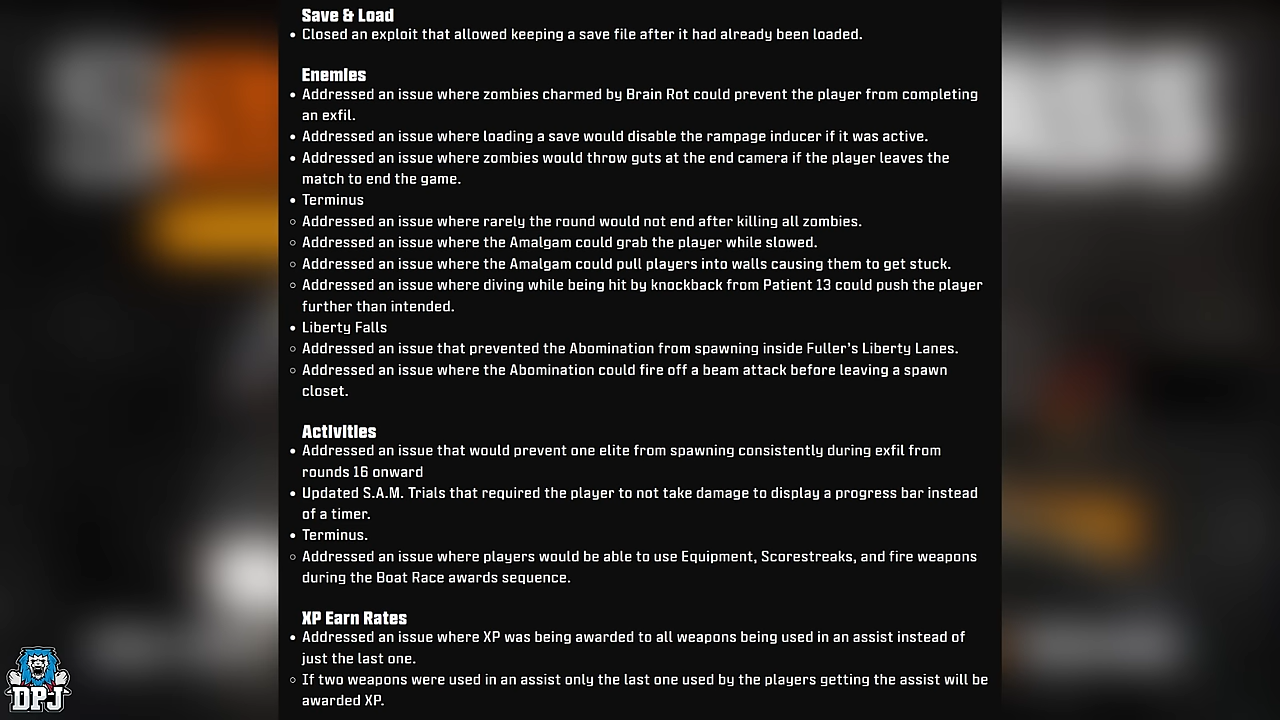 Save & Load
• Closed an exploit that allowed keeping a save file after it had already been loaded.
Enemies
• Addressed an issue where zombies charmed by Brain Rot could prevent the player from completing
an exfil.
• Addressed an issue where loading a save would disable the rampage inducer if it was active.
• Addressed an issue where zombies would throw guts at the end camera if the player leaves the
match to end the game.
• Terminus
◦ Addressed an issue where rarely the round would not end after killing all zombies.
◦ Addressed an issue where the Amalgam could grab the player while slowed.
◦ Addressed an issue where the Amalgam could pull players into walls causing them to get stuck.
◦ Addressed an issue where diving while being hit by knockback from Patient 13 could push the player
further than intended.
• Liberty Falls
◦ Addressed an issue that prevented the Abomination from spawning inside Fuller's Liberty Lanes.
◦ Addressed an issue where the Abomination could fire off a beam attack before leaving a spawn
closet.
Activities
• Addressed an issue that would prevent one elite from spawning consistently during exfil from
rounds 16 onward
• Updated S.A.M. Trials that required the player to not take damage to display a progress bar instead
of a timer.
• Terminus.
◦ Addressed an issue where players would be able to use Equipment, Scorestreaks, and fire weapons
during the Boat Race awards sequence.
XP Earn Rates
• Addressed an issue where XP was being awarded to all weapons being used in an assist instead of
just the last one.
◦ If two weapons were used in an assist only the last one used by the players getting the assist will be
awarded XP.
DPJ